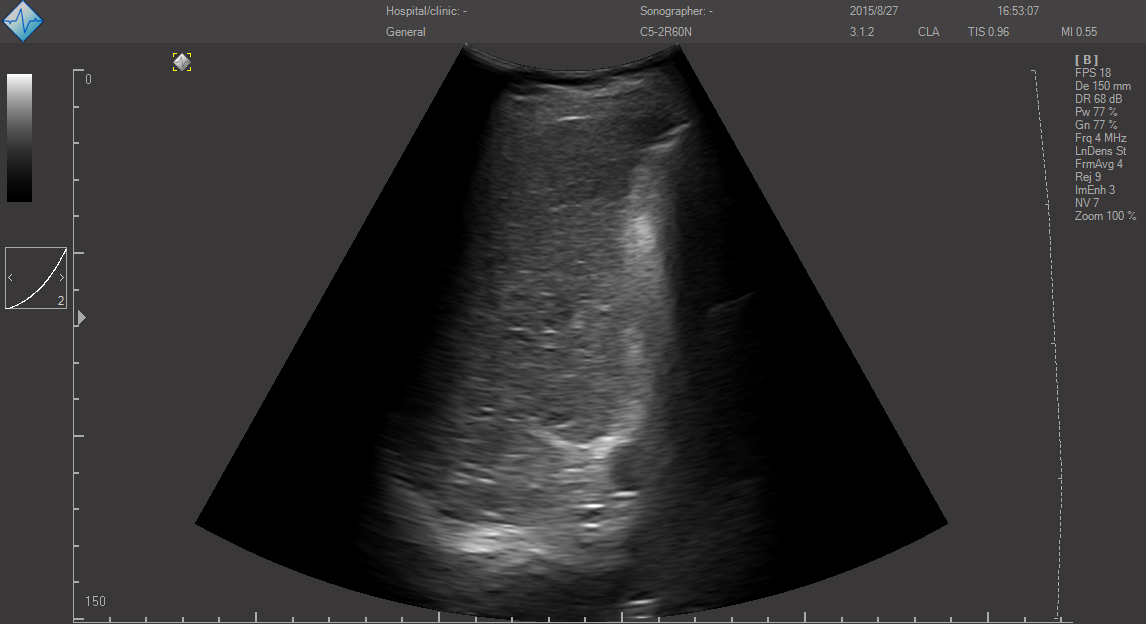 Hospital/clinic: - Sonographer: - 2015/8/27 16:53:07
General C5-2R60N 3.1.2 CLA TIS 0.96 MI 0.55
[ B ]
FPS 18
De 150 mm
DR 68 dB
Pw 77 %
Gn 77 %
Frq 4 MHz
LnDens St
FrmAvg 4
Rej 9
ImEnh 3
NV 7
Zoom 100 %
0
2
150